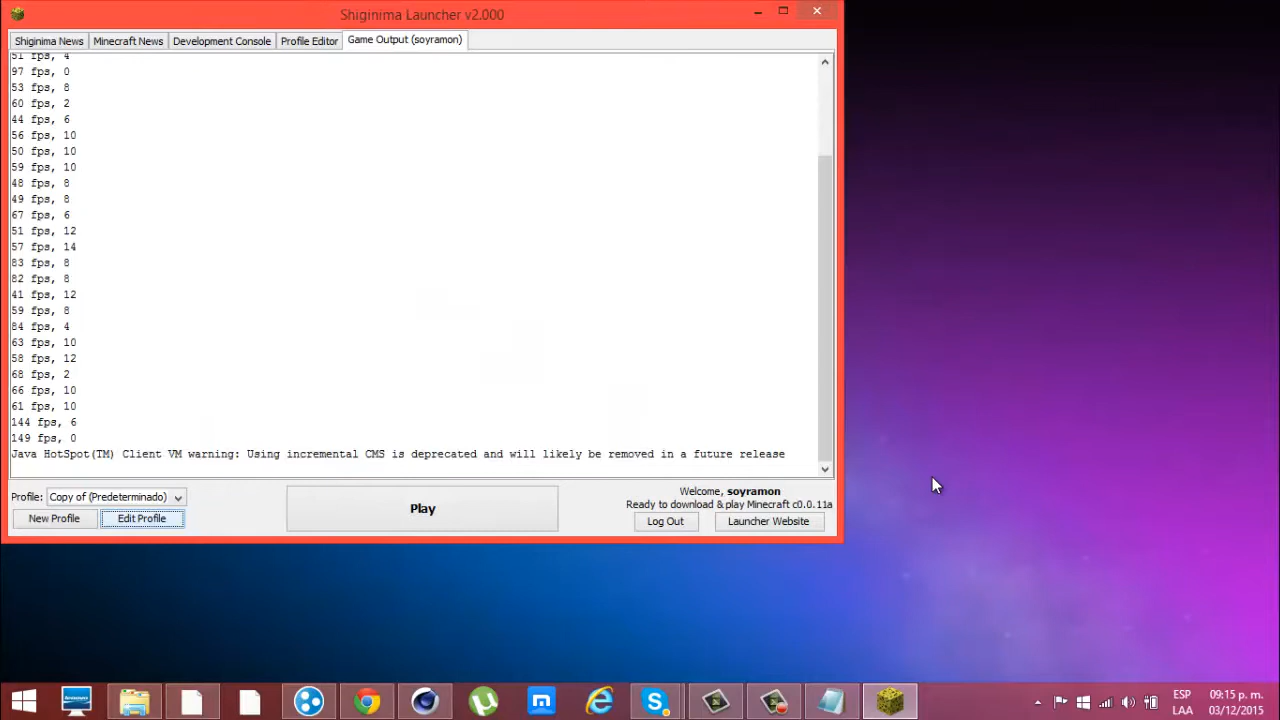 Shiginima Launcher v2.000
Shiginima News Minecraft News Development Console Profile Editor Game Output (soyramon)
51 fps, 4
97 fps, 0
53 fps, 8
60 fps, 2
44 fps, 6
56 fps, 10
50 fps, 10
59 fps, 10
48 fps, 8
49 fps, 8
67 fps, 6
51 fps, 12
57 fps, 14
83 fps, 8
82 fps, 8
41 fps, 12
59 fps, 8
84 fps, 4
63 fps, 10
58 fps, 12
68 fps, 2
66 fps, 10
61 fps, 10
144 fps, 6
149 fps, 0
Java HotSpot(TM) Client VM warning: Using incremental CMS is deprecated and will likely be removed in a future release
Profile: Copy of (Predeterminado)
New Profile Edit Profile
Play
Welcome, soyramon
Ready to download & play Minecraft c0.0.11a
Log Out Launcher Website
ESP 09:15 p. m.
LAA 03/12/2015